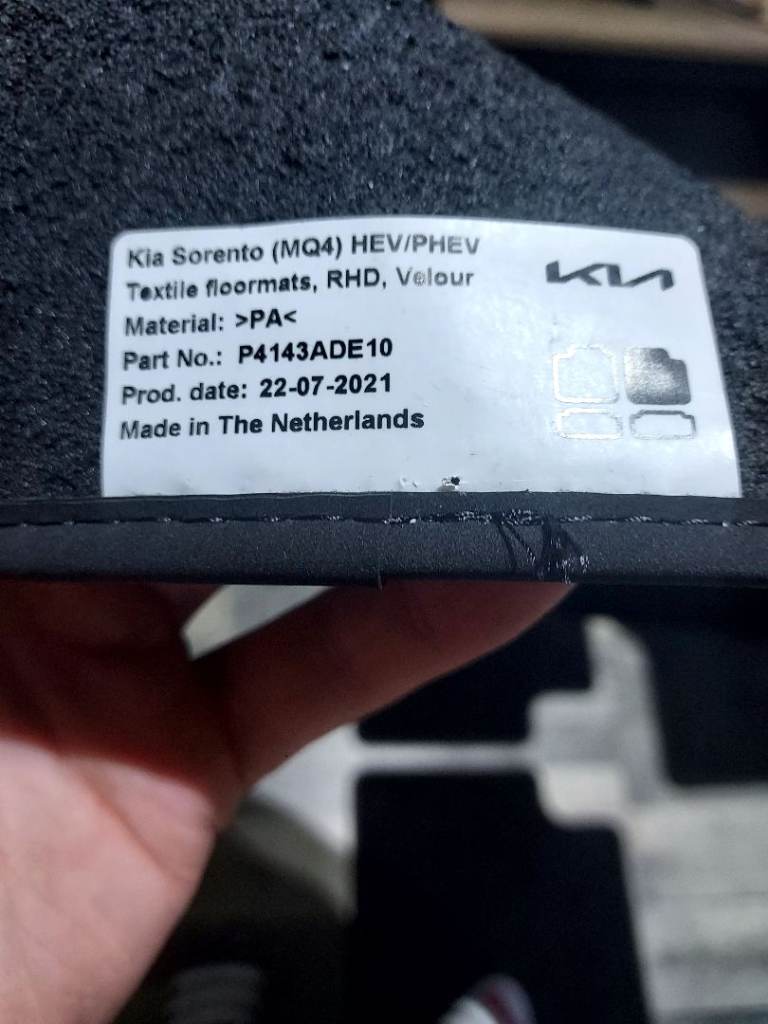 Kia Sorento (MQ4) HEV/PHEV
Textile floormats, RHD, Velour
Material: >PA<
Part No.: P4143ADE10
Prod. date: 22-07-2021
Made in The Netherlands
KIA